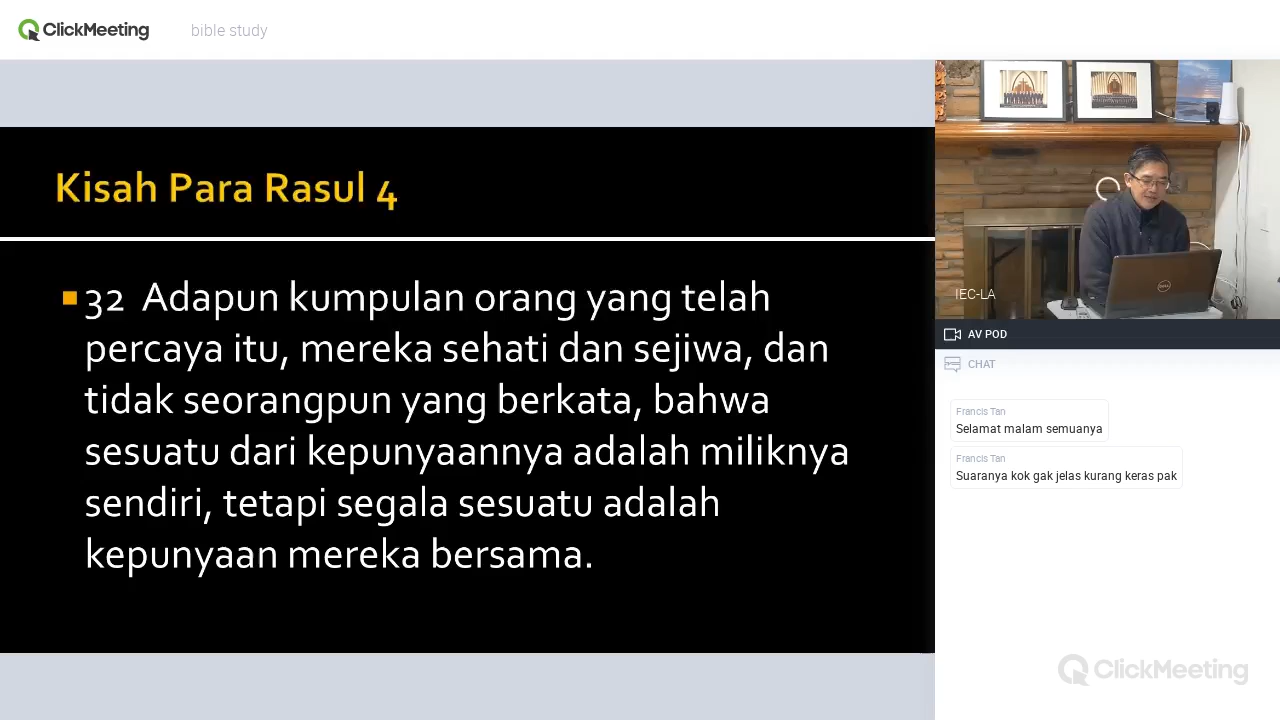 ClickMeeting
bible study
Kisah Para Rasul 4
32 Adapun kumpulan orang yang telah
percaya itu, mereka sehati dan sejiwa, dan
tidak seorangpun yang berkata, bahwa
sesuatu dari kepunyaannya adalah miliknya
sendiri, tetapi segala sesuatu adalah
kepunyaan mereka bersama.
IEC-LA
DELL
AV POD
CHAT
Francis Tan
Selamat malam semuanya
Francis Tan
Suaranya kok gak jelas kurang keras pak
ClickMeeting